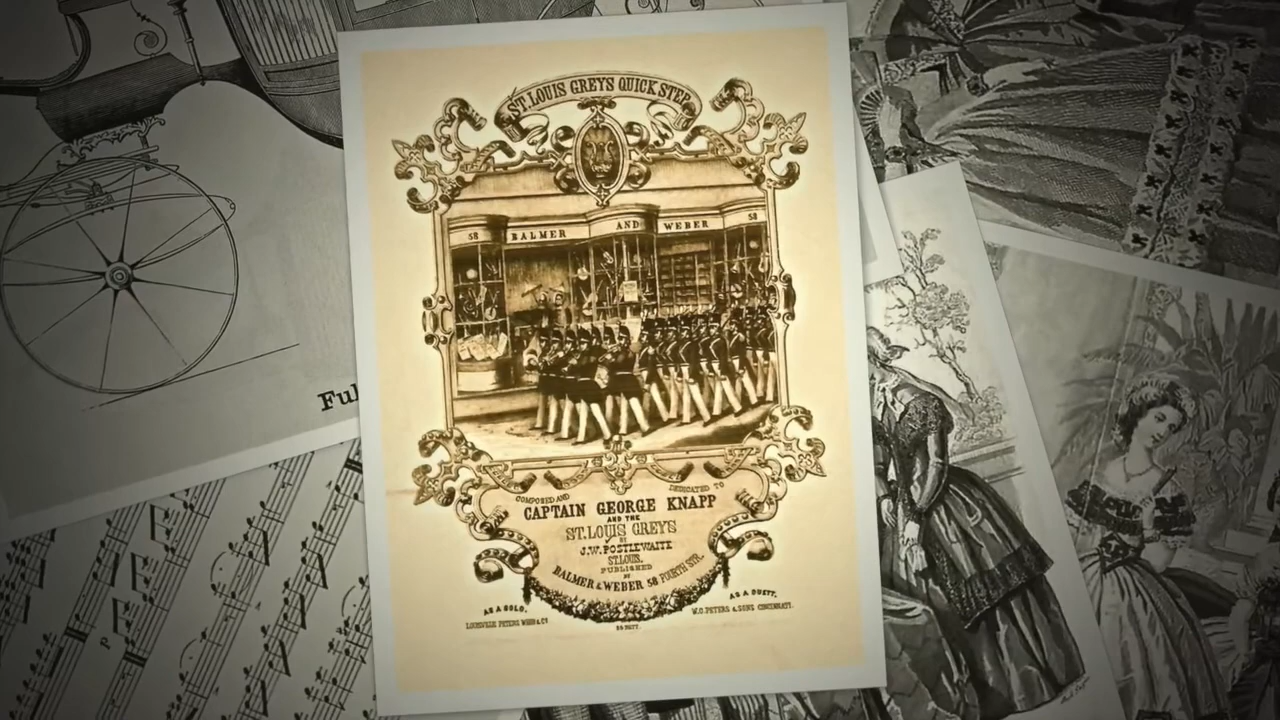 ST. LOUIS GREYS QUICK STEP
58 BALMER AND WEBER 58
COMPOSED AND DEDICATED TO
CAPTAIN GEORGE KNAPP
AND THE
ST. LOUIS GREYS
BY
J.W. POSTLEWAITE
ST. LOUIS.
PUBLISHED
BY
BALMER & WEBER 58 FOURTH STR.
AS A SOLO,
AS A DUETT,
LOUISVILLE PETERS WEBB & Co
W.C. PETERS & SONS CINCINNATI.
Ful